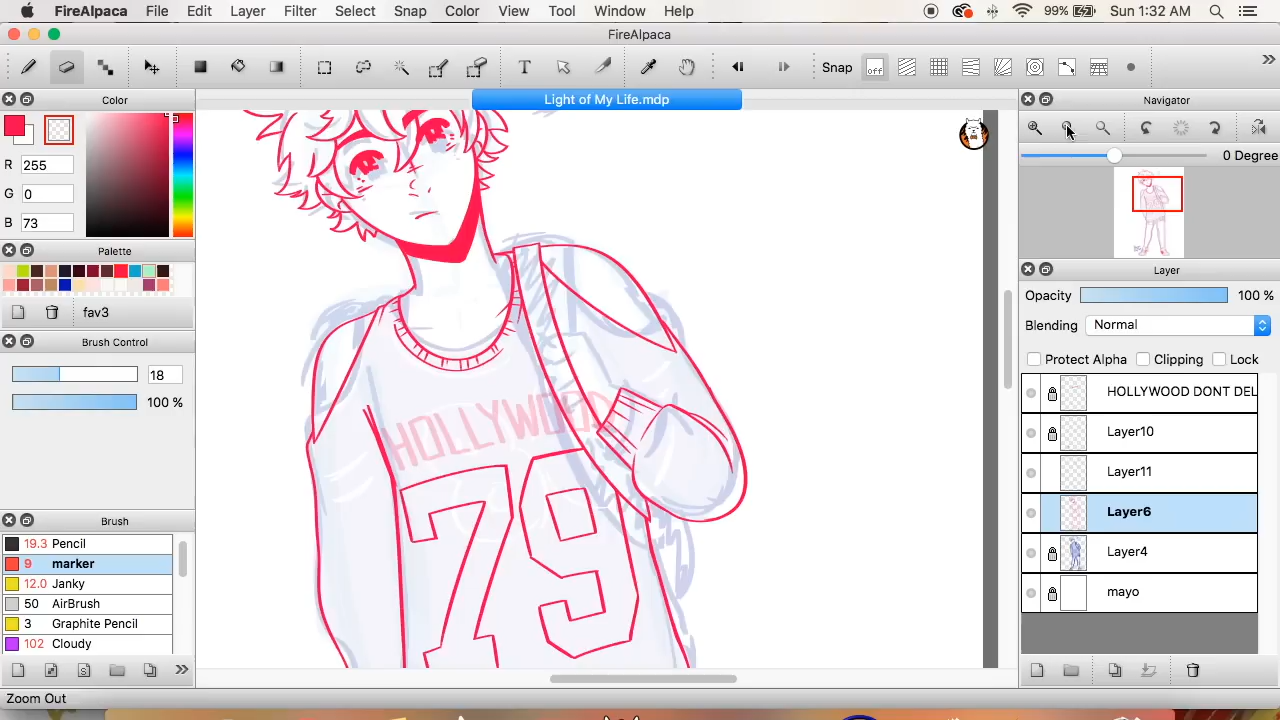 FireAlpaca File Edit Layer Filter Select Snap Color View Tool Window Help 99% Sun 1:32 AM
FireAlpaca
T Snap off
Light of My Life.mdp
Color
R 255
G 0
B 73
Palette
fav3
Brush Control
18
100 %
Brush
19.3 Pencil
9 marker
12.0 Janky
50 AirBrush
3 Graphite Pencil
102 Cloudy
Zoom Out
HOLLYWOOD
79
Navigator
0 Degree
Layer
Opacity 100 %
Blending Normal
Protect Alpha Clipping Lock
HOLLYWOOD DONT DEL
Layer10
Layer11
Layer6
Layer4
mayo